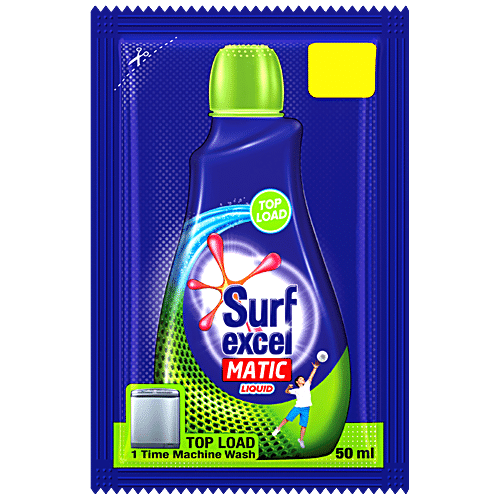 TOP
LOAD
Surf
excel
MATIC
LIQUID
TOP LOAD
1 Time Machine Wash
50 ml